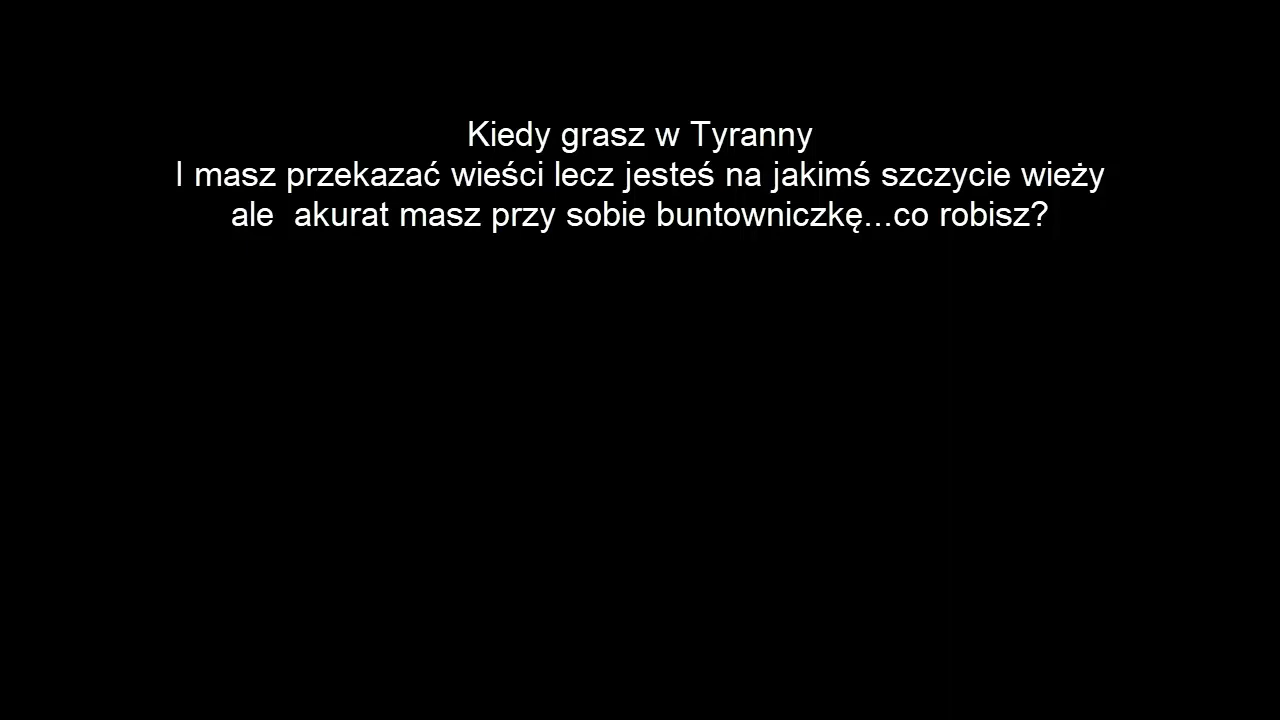 Kiedy grasz w Tyranny
I masz przekazać wieści lecz jesteś na jakimś szczycie wieży
ale  akurat masz przy sobie buntowniczkę...co robisz?